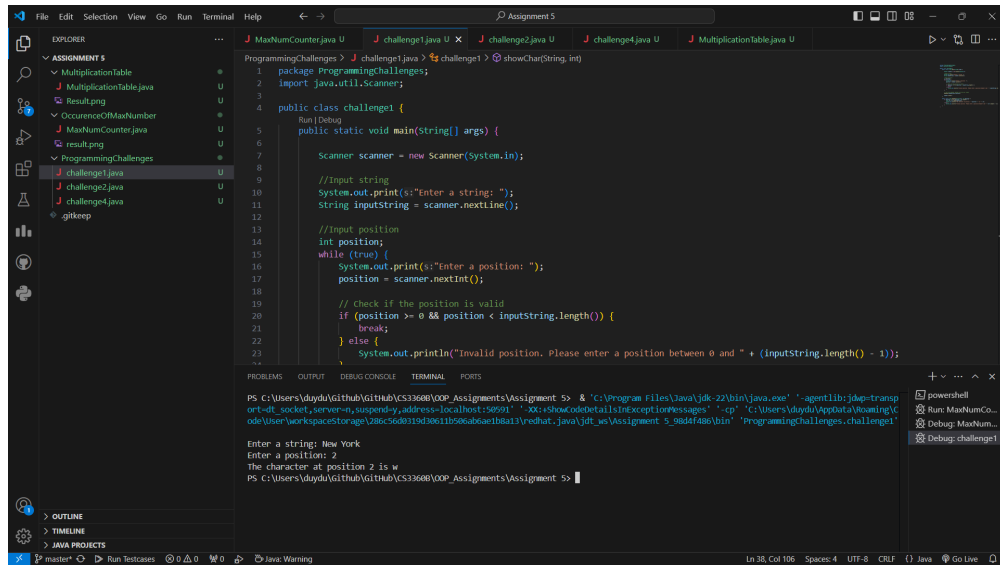 File Edit Selection View Go Run Terminal Help
Assignment 5
EXPLORER
ASSIGNMENT 5
MultiplicationTable
MultiplicationTable.java U
Result.png U
OccurenceOfMaxNumber
MaxNumCounter.java U
result.png U
ProgrammingChallenges
challenge1.java U
challenge2.java U
challenge4.java U
.gitkeep
OUTLINE
TIMELINE
JAVA PROJECTS
MaxNumCounter.java U challenge1.java U challenge2.java U challenge4.java U MultiplicationTable.java U
ProgrammingChallenges > challenge1.java > challenge1 > showChar(String, int)
1 package ProgrammingChallenges;
2 import java.util.Scanner;
3
4 public class challenge1 {
Run | Debug
5 public static void main(String[] args) {
6
7 Scanner scanner = new Scanner(System.in);
8
9 //Input string
10 System.out.print(s:"Enter a string: ");
11 String inputString = scanner.nextLine();
12
13 //Input position
14 int position;
15 while (true) {
16 System.out.print(s:"Enter a position: ");
17 position = scanner.nextInt();
18
19 // Check if the position is valid
20 if (position >= 0 && position < inputString.length()) {
21 break;
22 } else {
23 System.out.println("Invalid position. Please enter a position between 0 and " + (inputString.length() - 1));
24 }
PROBLEMS OUTPUT DEBUG CONSOLE TERMINAL PORTS
PS C:\Users\duydu\Github\GitHub\CS3360B\OOP_Assignments\Assignment 5> & 'C:\Program Files\Java\jdk-22\bin\java.exe' '-agentlib:jdwp=transp
ort=dt_socket,server=n,suspend=y,address=localhost:50591' '-XX:+ShowCodeDetailsInExceptionMessages' '-cp' 'C:\Users\duydu\AppData\Roaming\C
ode\User\workspaceStorage\286c56d0319d30611b506ab6ae1b8a13\redhat.java\jdt_ws\Assignment 5_98d4f486\bin' 'ProgrammingChallenges.challenge1'
Enter a string: New York
Enter a position: 2
The character at position 2 is w
PS C:\Users\duydu\Github\GitHub\CS3360B\OOP_Assignments\Assignment 5>
powershell
Run: MaxNumCo...
Debug: MaxNum...
Debug: challenge1
master* Run Testcases 0 0 0 Java: Warning
Ln 38, Col 106 Spaces: 4 UTF-8 CRLF {} Java Go Live